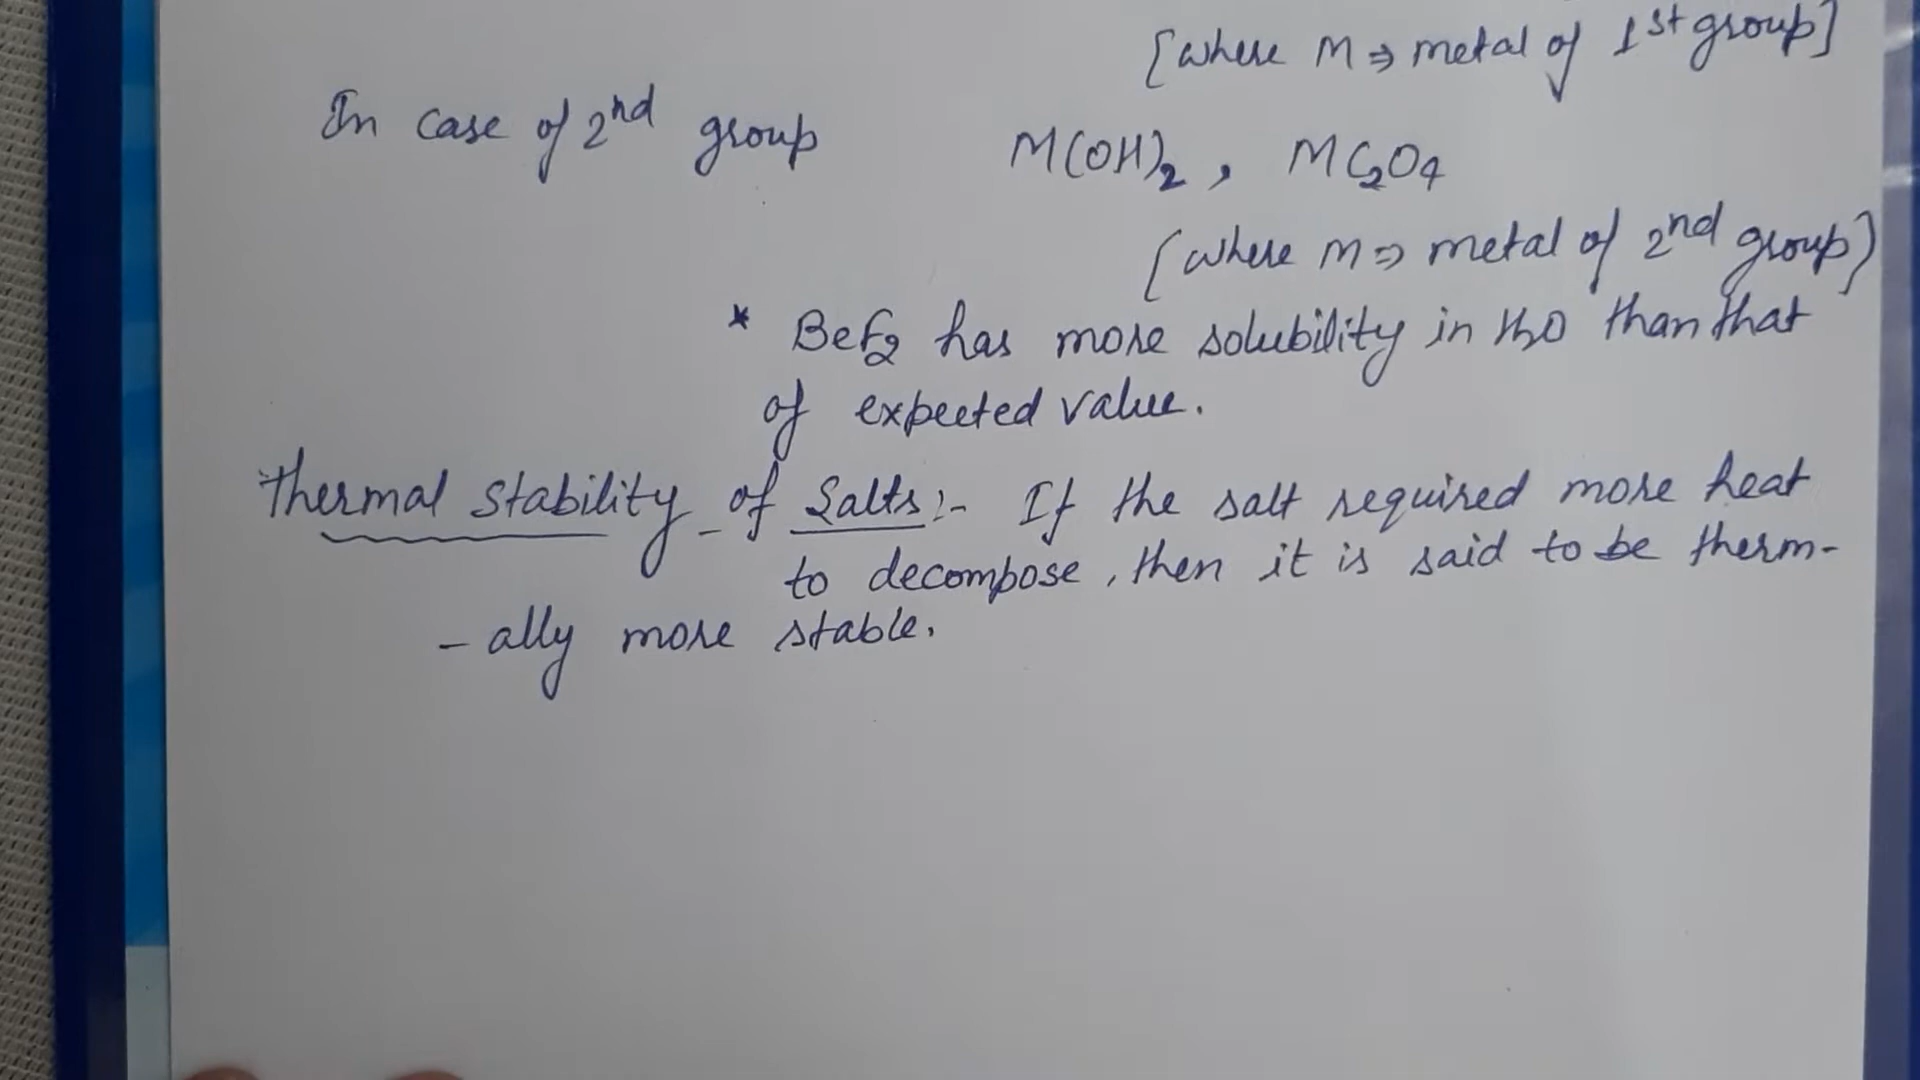 [where M ⇒ metal of 1st group]
In case of 2nd group M(OH)2, MC2O4
[where M ⇒ metal of 2nd group]
* BeF2 has more solubility in H2O than that
of expected value.
Thermal stability of Salts:- If the salt required more heat
to decompose, then it is said to be therm-
- ally more stable.